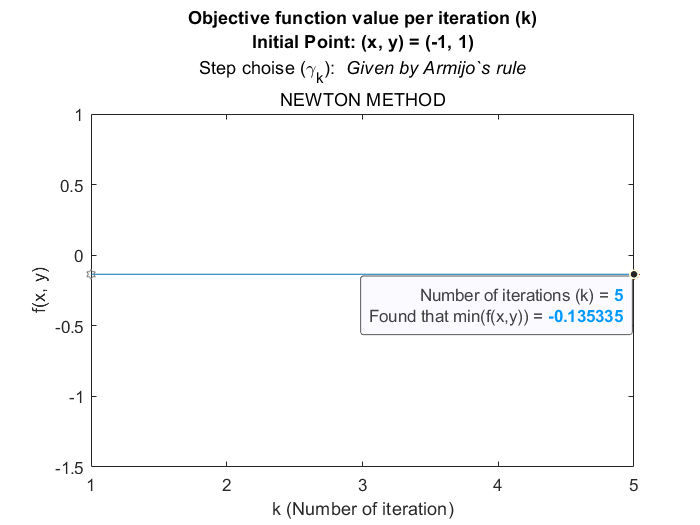 Objective function value per iteration (k)
Initial Point: (x, y) = (-1, 1)
Step choise (γk): Given by Armijo`s rule
NEWTON METHOD
1
0.5
0
-0.5
-1
-1.5
f(x, y)
Number of iterations (k) = 5
Found that min(f(x,y)) = -0.135335
1 2 3 4 5
k (Number of iteration)